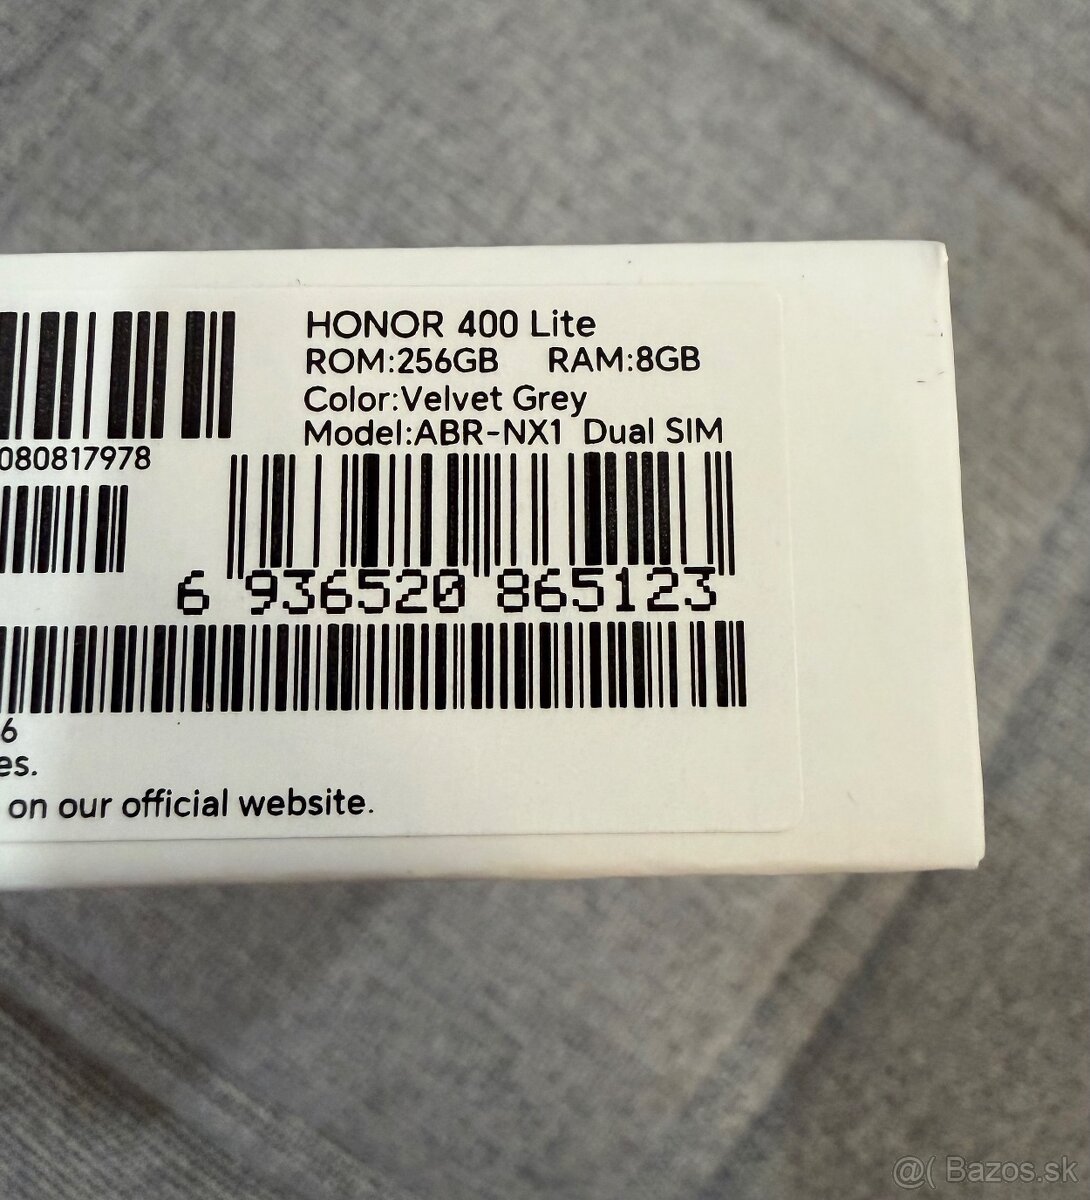 HONOR 400 Lite
ROM:256GB RAM:8GB
Color:Velvet Grey
Model:ABR-NX1 Dual SIM
080817978
6 936520 865123
6
es.
on our official website.
@( Bazos.sk